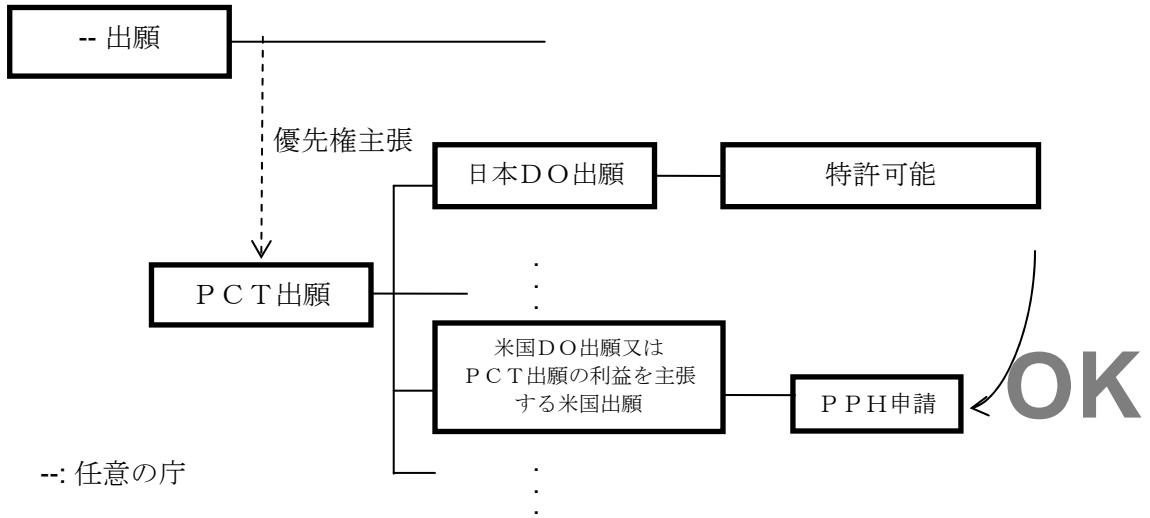 -- 出願
優先権主張
日本ＤＯ出願
特許可能
ＰＣＴ出願
米国ＤＯ出願又は
ＰＣＴ出願の利益を主張
する米国出願
ＰＰＨ申請
OK
--: 任意の庁